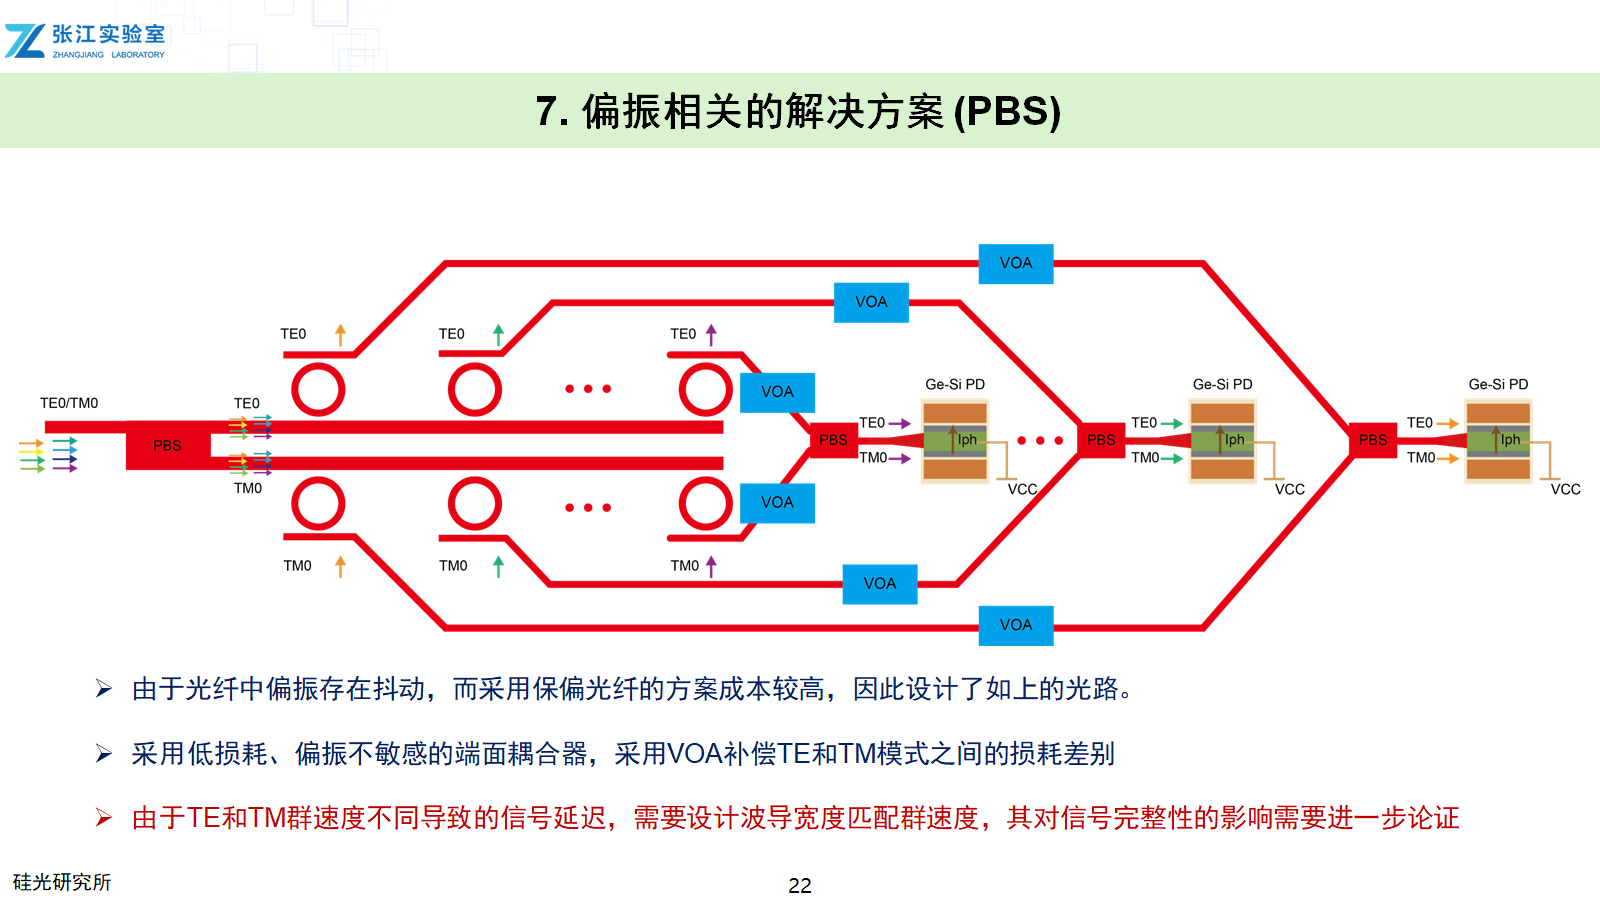 张江实验室
ZHANGJIANG LABORATORY
7. 偏振相关的解决方案 (PBS)
VOA
VOA
TE0
TE0
TE0
VOA
Ge-Si PD
Ge-Si PD
Ge-Si PD
TE0/TM0
TE0
PBS
TM0
PBS
TE0
TM0
Iph
VCC
PBS
TE0
TM0
Iph
VCC
PBS
TE0
TM0
Iph
VCC
VOA
TM0
TM0
TM0
VOA
VOA
➢ 由于光纤中偏振存在抖动，而采用保偏光纤的方案成本较高，因此设计了如上的光路。
➢ 采用低损耗、偏振不敏感的端面耦合器，采用VOA补偿TE和TM模式之间的损耗差别
➢ 由于TE和TM群速度不同导致的信号延迟，需要设计波导宽度匹配群速度，其对信号完整性的影响需要进一步论证
硅光研究所
22